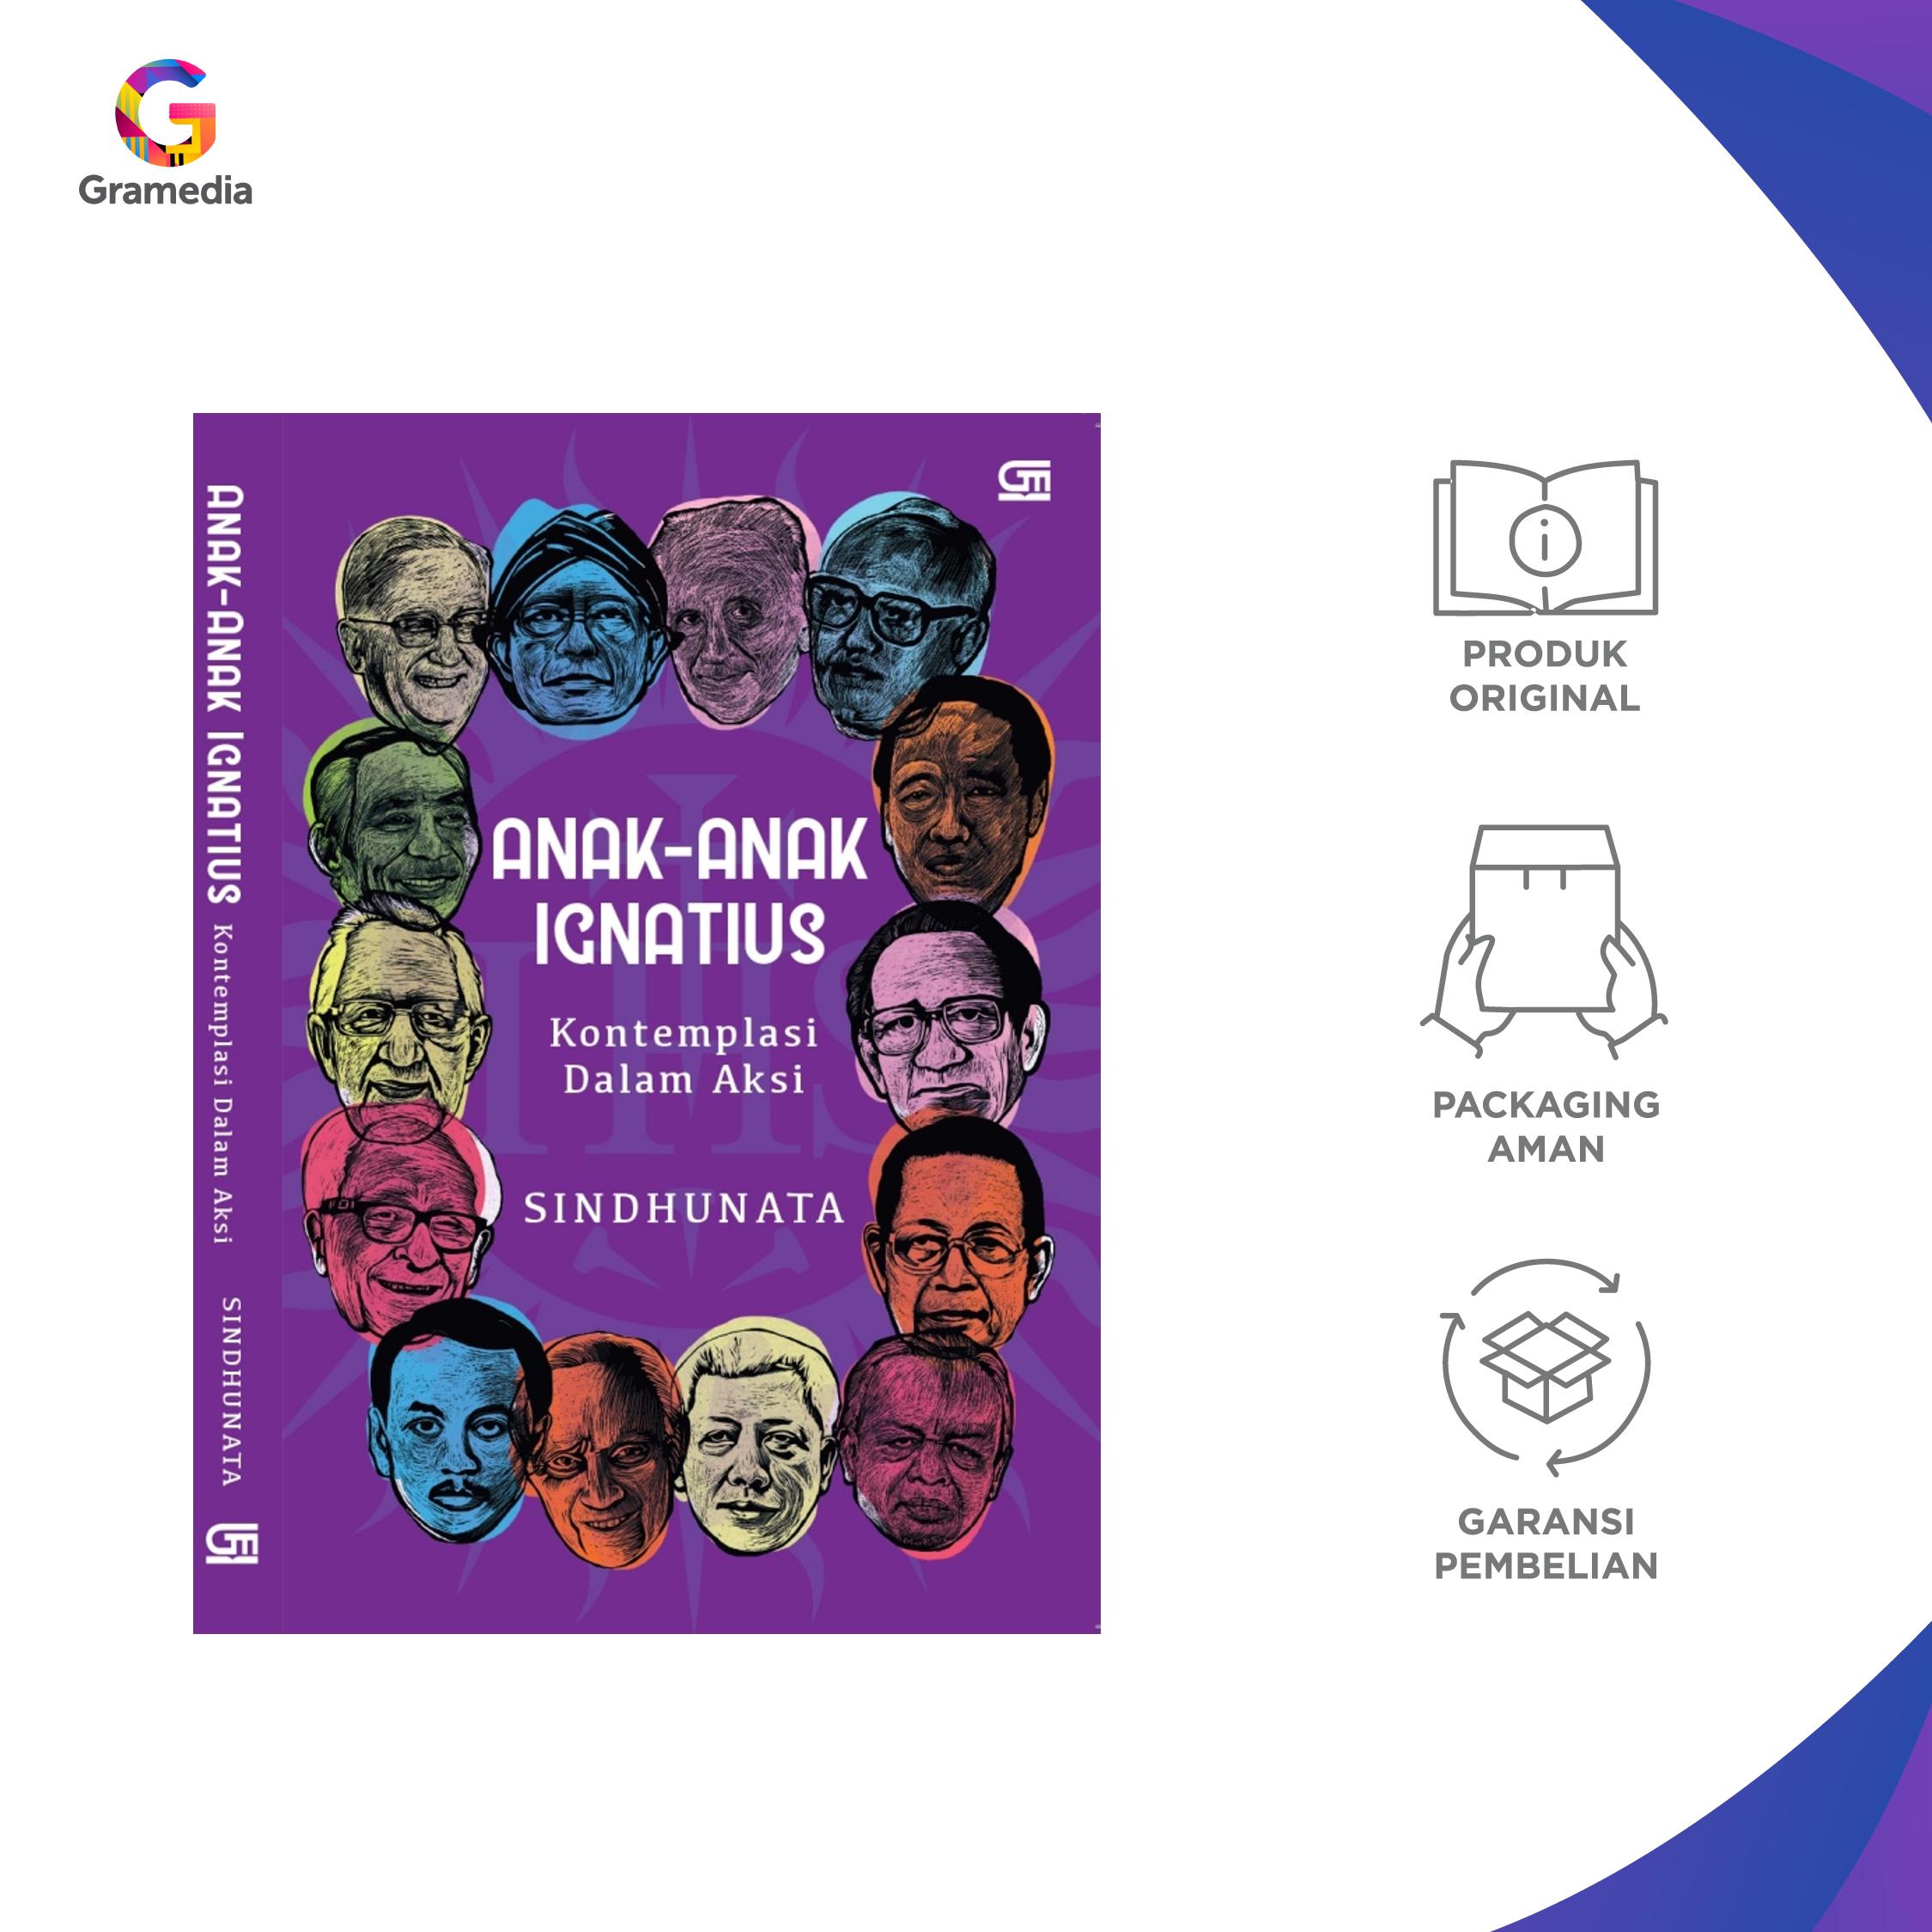 Gramedia
ANAK-ANAK IGNATIUS Kontemplasi Dalam Aksi SINDHUNATA
ANAK-ANAK
IGNATIUS
Kontemplasi
Dalam Aksi
SINDHUNATA
PRODUK
ORIGINAL
PACKAGING
AMAN
GARANSI
PEMBELIAN